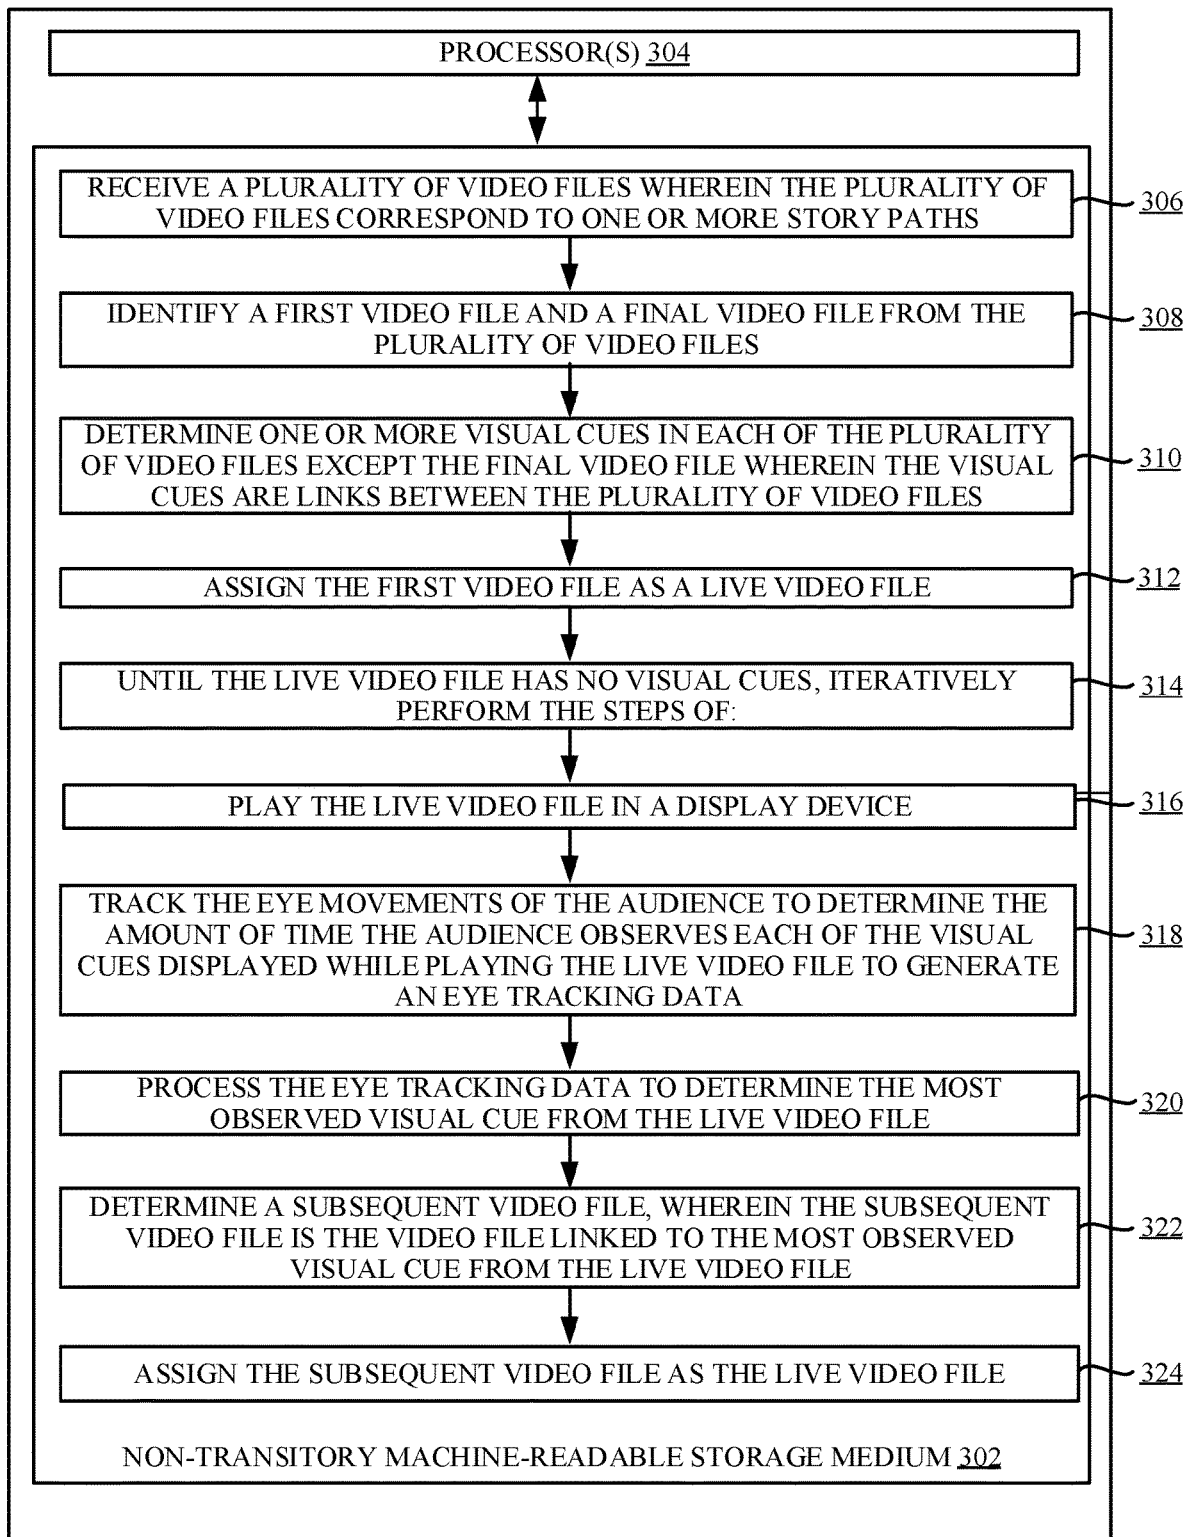 PROCESSOR(S) 304
RECEIVE A PLURALITY OF VIDEO FILES WHEREIN THE PLURALITY OF
VIDEO FILES CORRESPOND TO ONE OR MORE STORY PATHS
306
IDENTIFY A FIRST VIDEO FILE AND A FINAL VIDEO FILE FROM THE
PLURALITY OF VIDEO FILES
308
DETERMINE ONE OR MORE VISUAL CUES IN EACH OF THE PLURALITY
OF VIDEO FILES EXCEPT THE FINAL VIDEO FILE WHEREIN THE VISUAL
CUES ARE LINKS BETWEEN THE PLURALITY OF VIDEO FILES
310
ASSIGN THE FIRST VIDEO FILE AS A LIVE VIDEO FILE
312
UNTIL THE LIVE VIDEO FILE HAS NO VISUAL CUES, ITERATIVELY
PERFORM THE STEPS OF:
314
PLAY THE LIVE VIDEO FILE IN A DISPLAY DEVICE
316
TRACK THE EYE MOVEMENTS OF THE AUDIENCE TO DETERMINE THE
AMOUNT OF TIME THE AUDIENCE OBSERVES EACH OF THE VISUAL
CUES DISPLAYED WHILE PLAYING THE LIVE VIDEO FILE TO GENERATE
AN EYE TRACKING DATA
318
PROCESS THE EYE TRACKING DATA TO DETERMINE THE MOST
OBSERVED VISUAL CUE FROM THE LIVE VIDEO FILE
320
DETERMINE A SUBSEQUENT VIDEO FILE, WHEREIN THE SUBSEQUENT
VIDEO FILE IS THE VIDEO FILE LINKED TO THE MOST OBSERVED
VISUAL CUE FROM THE LIVE VIDEO FILE
322
ASSIGN THE SUBSEQUENT VIDEO FILE AS THE LIVE VIDEO FILE
324
NON-TRANSITORY MACHINE-READABLE STORAGE MEDIUM 302